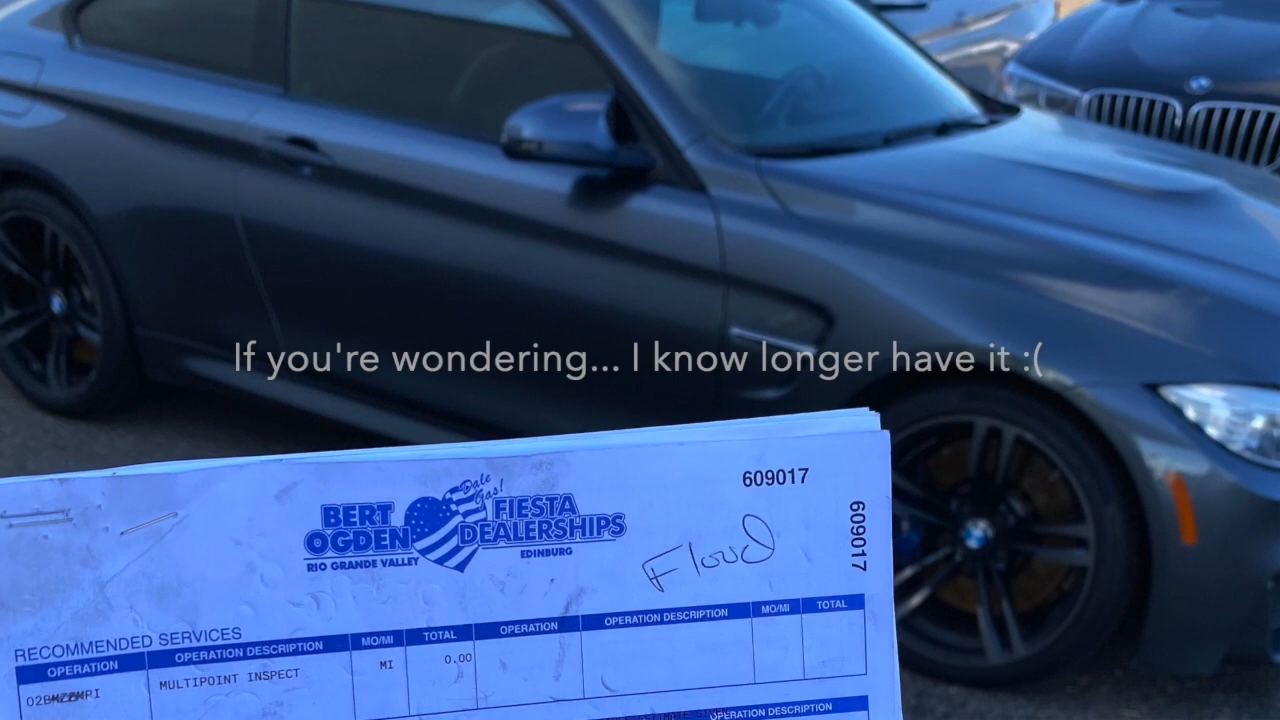 If you're wondering... I know longer have it :(
609017
609017
Dale
Gas!
BERT
OGDEN
FIESTA
DEALERSHIPS
RIO GRANDE VALLEY
EDINBURG
Flood
RECOMMENDED SERVICES
OPERATION OPERATION DESCRIPTION MO/MI TOTAL OPERATION OPERATION DESCRIPTION MO/MI TOTAL
MULTIPOINT INSPECT MI 0.00
OPERATION DESCRIPTION